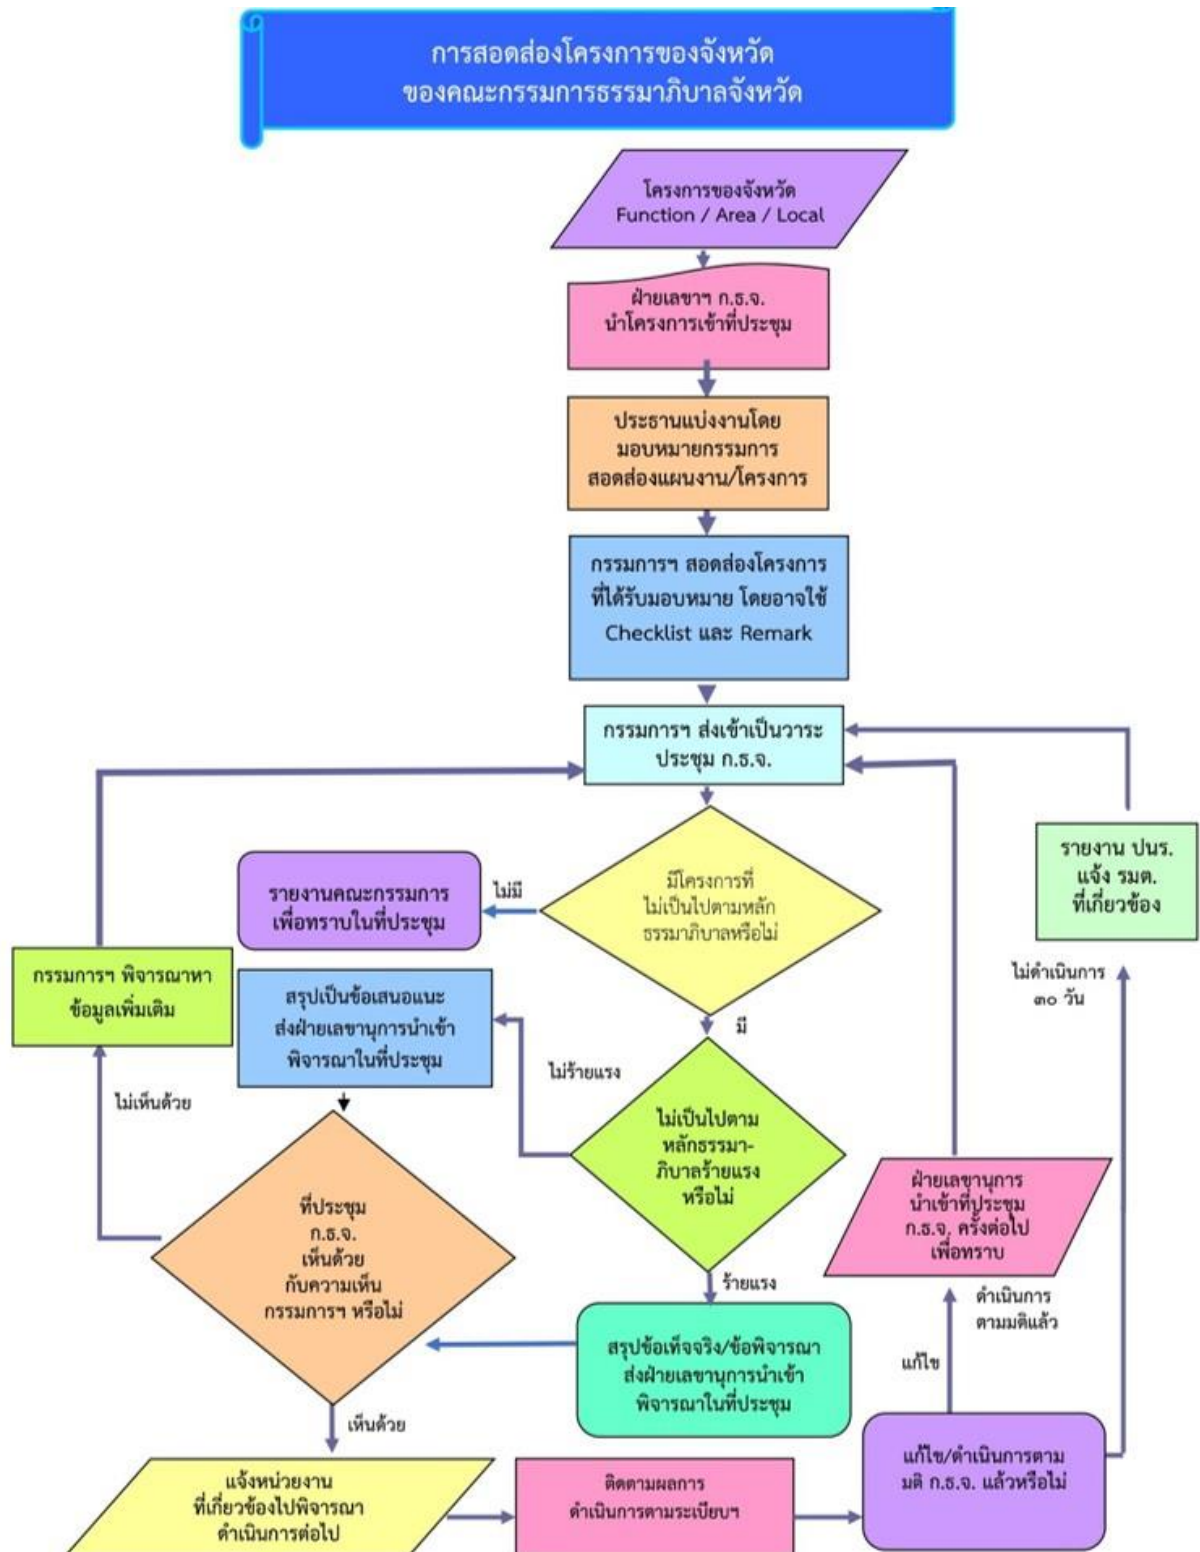 การสอดส่องโครงการของจังหวัด
ของคณะกรรมการธรรมาภิบาลจังหวัด
โครงการของจังหวัด
Function / Area / Local
ฝ่ายเลขาฯ ก.ธ.จ.
นำโครงการเข้าที่ประชุม
ประธานแบ่งงานโดย
มอบหมายกรรมการ
สอดส่องแผนงาน/โครงการ
กรรมการฯ สอดส่องโครงการ
ที่ได้รับมอบหมาย โดยอาจใช้
Checklist และ Remark
กรรมการฯ ส่งเข้าเป็นวาระ
ประชุม ก.ธ.จ.
มีโครงการที่
ไม่เป็นไปตามหลัก
ธรรมาภิบาลหรือไม่
ไม่มี
รายงานคณะกรรมการ
เพื่อทราบในที่ประชุม
รายงาน ปนร.
แจ้ง รมต.
ที่เกี่ยวข้อง
กรรมการฯ พิจารณาหา
ข้อมูลเพิ่มเติม
สรุปเป็นข้อเสนอแนะ
ส่งฝ่ายเลขานุการนำเข้า
พิจารณาในที่ประชุม
มี
ไม่ดำเนินการ
๓๐ วัน
ไม่ร้ายแรง
ไม่เห็นด้วย
ไม่เป็นไปตาม
หลักธรรมา-
ภิบาลร้ายแรง
หรือไม่
ที่ประชุม
ก.ธ.จ.
เห็นด้วย
กับความเห็น
กรรมการฯ หรือไม่
ฝ่ายเลขานุการ
นำเข้าที่ประชุม
ก.ธ.จ. ครั้งต่อไป
เพื่อทราบ
ร้ายแรง
ดำเนินการ
ตามมติแล้ว
สรุปข้อเท็จจริง/ข้อพิจารณา
ส่งฝ่ายเลขานุการนำเข้า
พิจารณาในที่ประชุม
แก้ไข
เห็นด้วย
แจ้งหน่วยงาน
ที่เกี่ยวข้องไปพิจารณา
ดำเนินการต่อไป
ติดตามผลการ
ดำเนินการตามระเบียบฯ
แก้ไข/ดำเนินการตาม
มติ ก.ธ.จ. แล้วหรือไม่